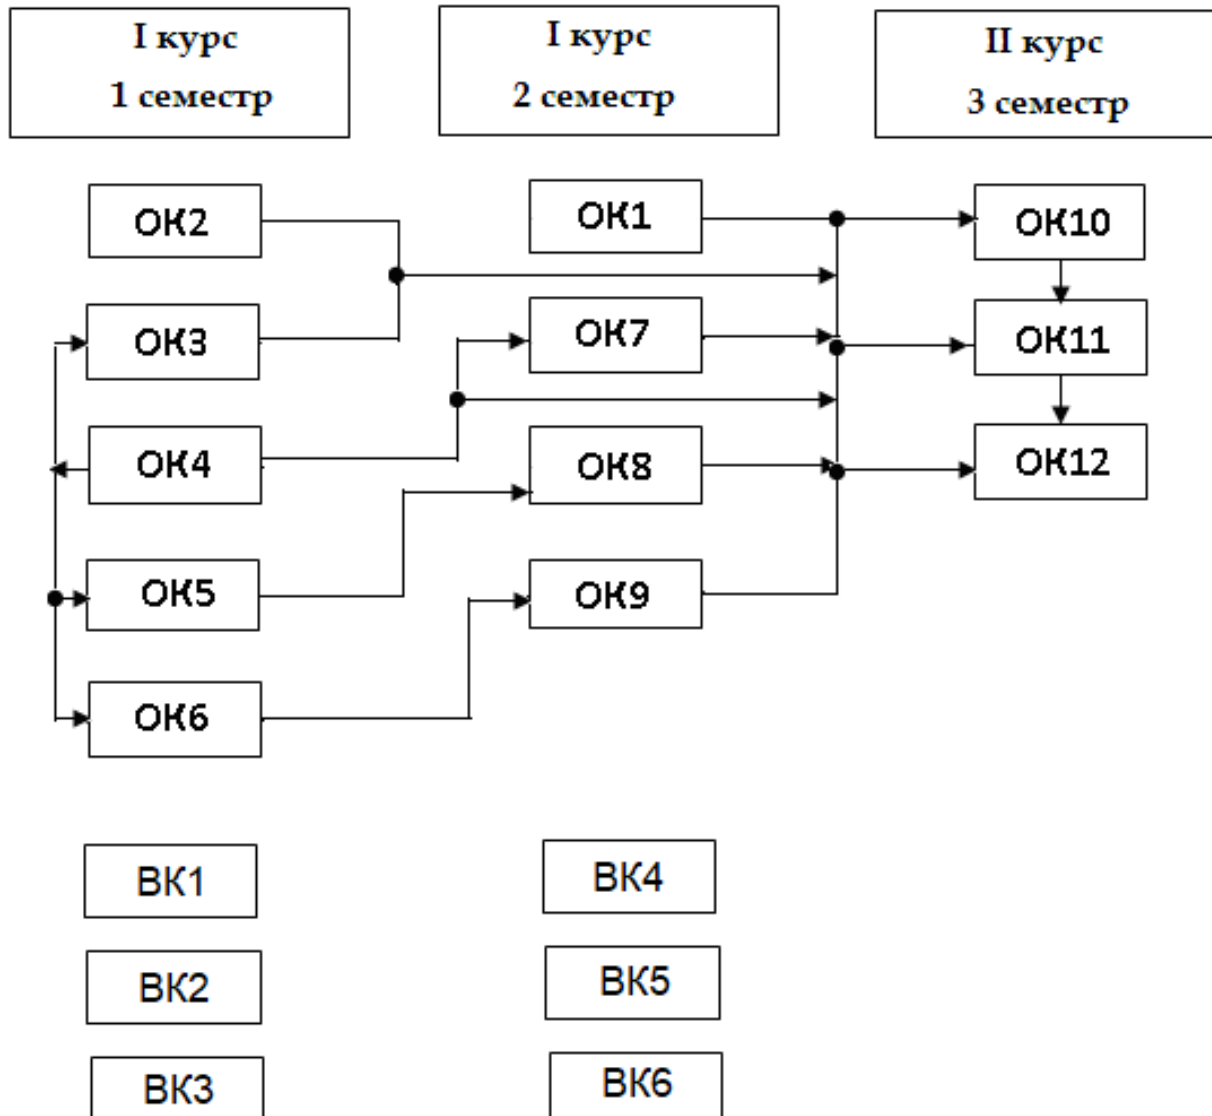 I курс
1 семестр
I курс
2 семестр
II курс
3 семестр
ОК2
ОК1
ОК10
ОК3
ОК7
ОК11
ОК4
ОК8
ОК12
ОК5
ОК9
ОК6
ВК1
ВК4
ВК2
ВК5
ВК3
ВК6